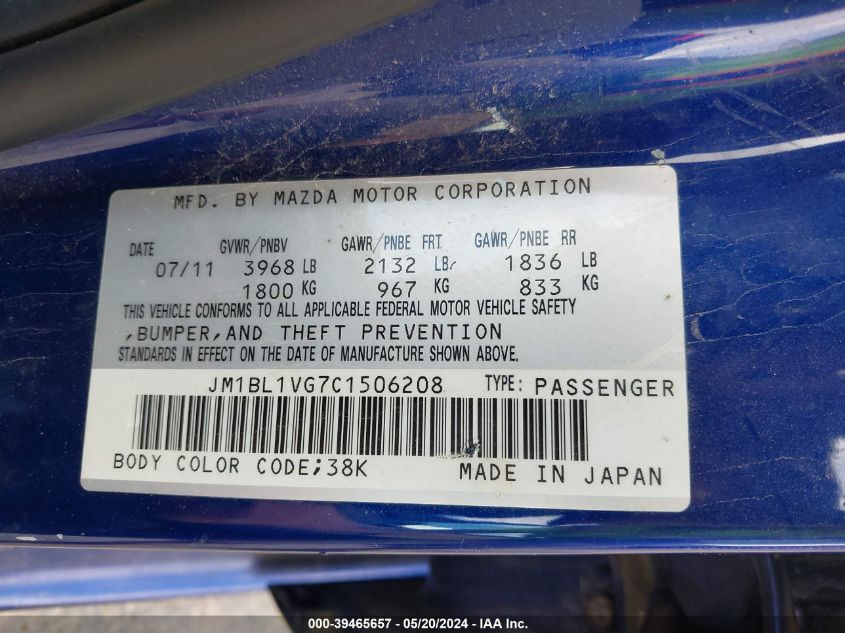 MFD. BY MAZDA MOTOR CORPORATION
DATE GVWR/PNBV GAWR/PNBE FRT GAWR/PNBE RR
07/11 3968 LB 2132 LB 1836 LB
1800 KG 967 KG 833 KG
THIS VEHICLE CONFORMS TO ALL APPLICABLE FEDERAL MOTOR VEHICLE SAFETY
,BUMPER,AND THEFT PREVENTION
STANDARDS IN EFFECT ON THE DATE OF MANUFACTURE SHOWN ABOVE.
JM1BL1VG7C1506208 TYPE: PASSENGER
BODY COLOR CODE;38K MADE IN JAPAN
000-39465657 - 05/20/2024 - IAAI Inc.